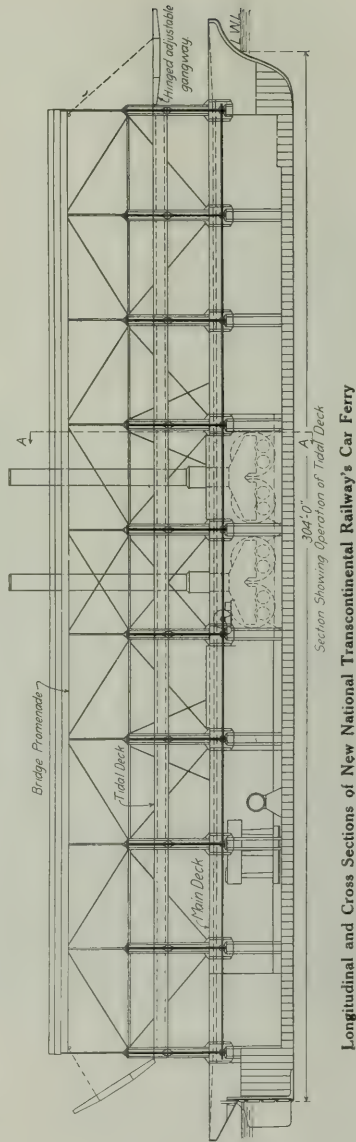 Bridge Promenade
Hinged adjustable
gangway
Tidal Deck
Main Deck
L.W.L.
A
A
304'-0"
Section Showing Operation of Tidal Deck
Longitudinal and Cross Sections of New National Transcontinental Railway's Car Ferry